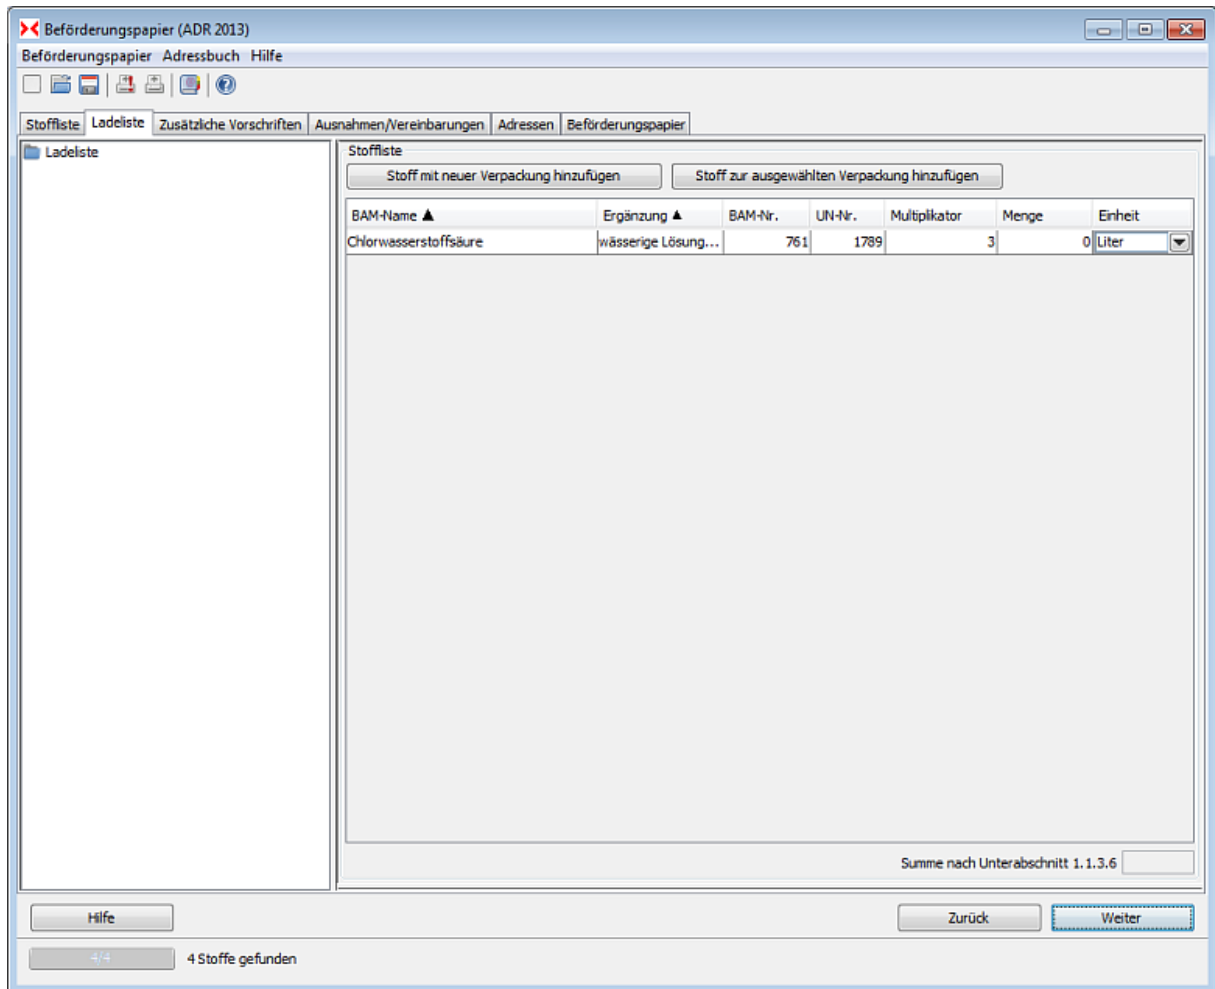 Beförderungspapier (ADR 2013)
Beförderungspapier Adressbuch Hilfe
Stoffliste Ladeliste Zusätzliche Vorschriften Ausnahmen/Vereinbarungen Adressen Beförderungspapier
Ladeliste
Stoffliste
Stoff mit neuer Verpackung hinzufügen Stoff zur ausgewählten Verpackung hinzufügen
BAM-Name ▲ Ergänzung ▲ BAM-Nr. UN-Nr. Multiplikator Menge Einheit
Chlorwasserstoffsäure wässerige Lösung... 761 1789 3 0 Liter
Summe nach Unterabschnitt 1.1.3.6
Hilfe Zurück Weiter
4/4 4 Stoffe gefunden